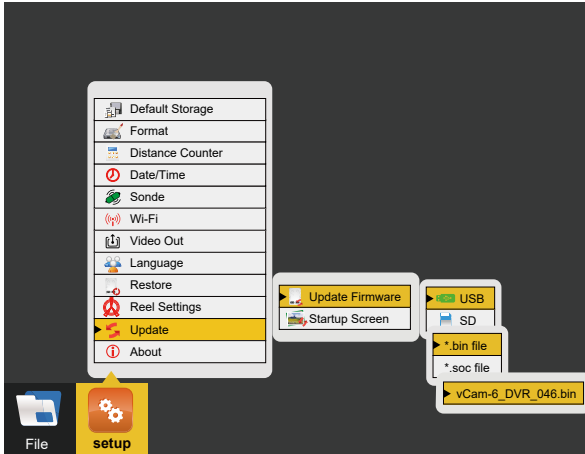 Default Storage
Format
Distance Counter
Date/Time
Sonde
Wi-Fi
Video Out
Language
Restore
Reel Settings
Update
About
Update Firmware
Startup Screen
USB
SD
*.bin file
*.soc file
vCam-6_DVR_046.bin
File
setup